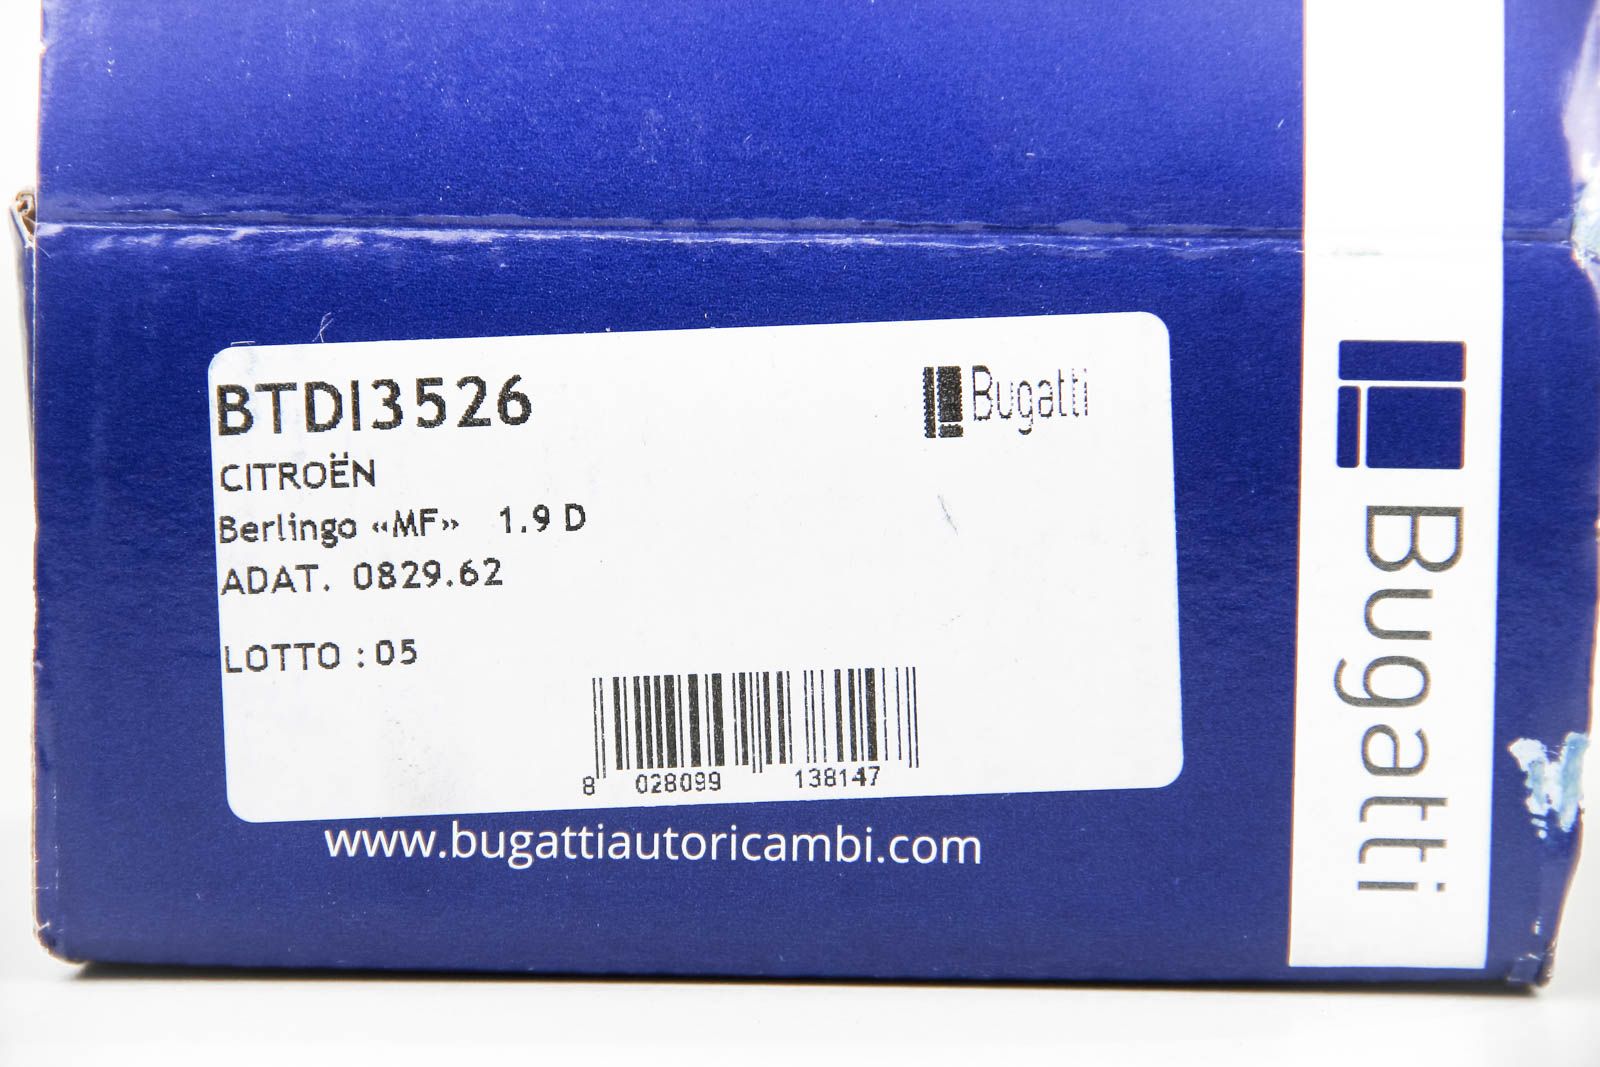 BTDI3526
Bugatti
CITROËN
Berlingo «MF» 1.9 D
ADAT. 0829.62
LOTTO : 05
8 028099 138147
www.bugattiautoricambi.com
Bugatti